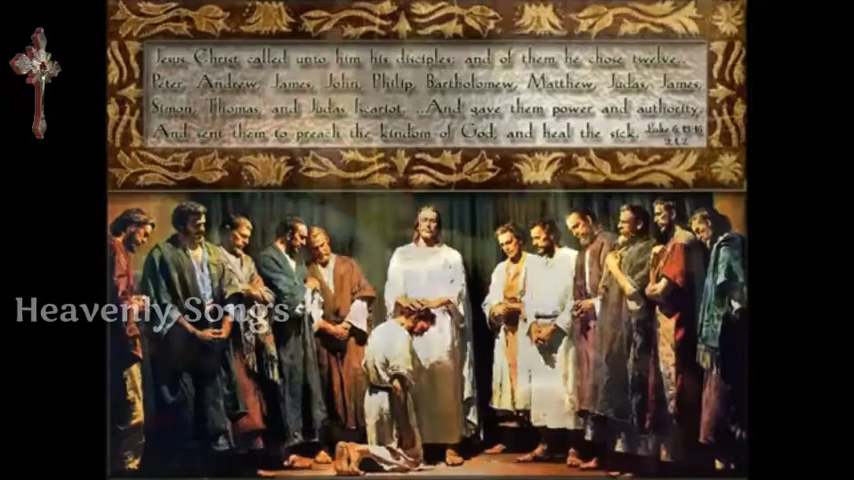 Jesus Christ called unto him his disciples; and of them he chose twelve..
Peter, Andrew, James, John, Philip, Bartholomew, Matthew, Judas, James,
Simon, Thomas, and Judas Iscariot. ...And gave them power and authority.
And sent them to preach the kindom of God, and heal the sick.
Heavenly Songs